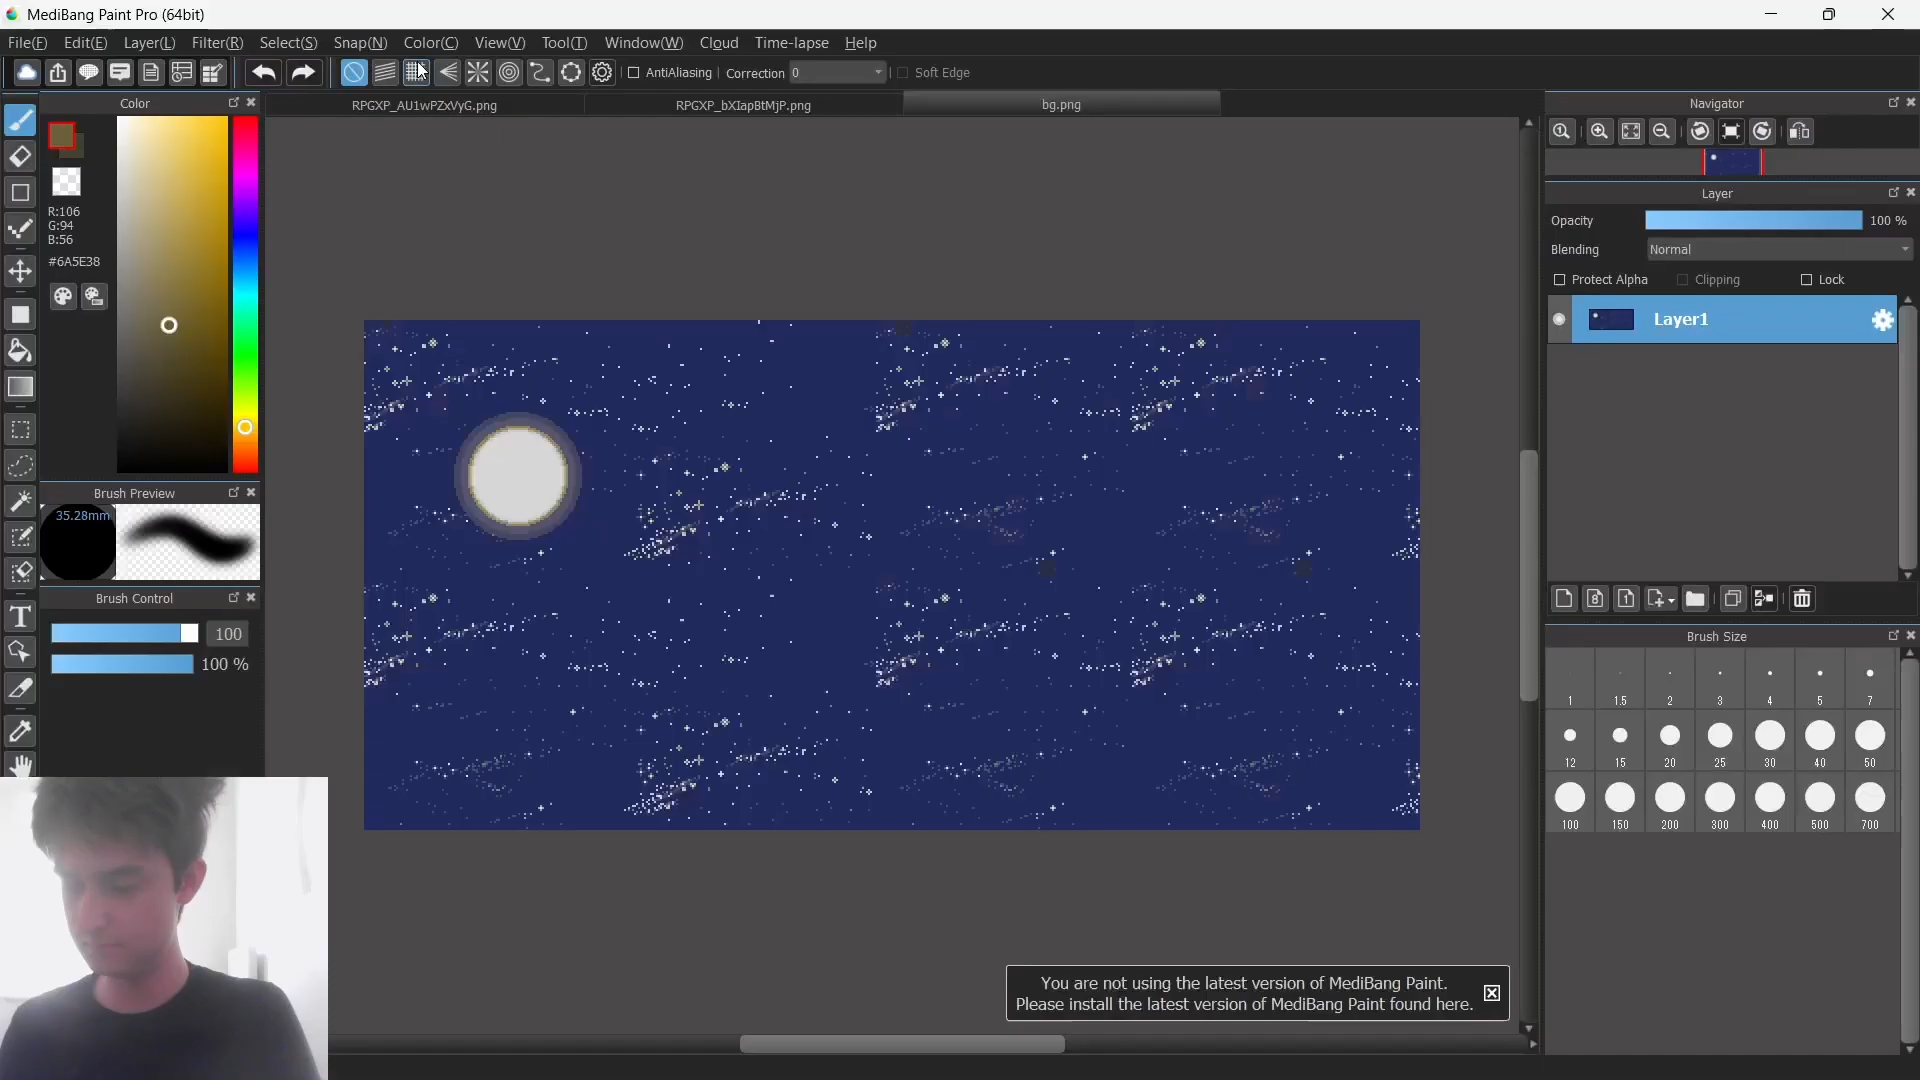 MediBang Paint Pro (64bit)
File(F) Edit(E) Layer(L) Filter(R) Select(S) Snap(N) Color(C) View(V) Tool(T) Window(W) Cloud Time-lapse Help
AntiAliasing Correction 0 Soft Edge
Color
RPGXP_AU1wPZxVyG.png RPGXP_bXIapBtMjP.png bg.png
Navigator
Layer
R:106
G:94
B:56
#6A5E38
Opacity 100 %
Blending Normal
Protect Alpha Clipping Lock
Layer1
Brush Preview
35.28mm
Brush Control
100
100 %
Brush Size
1 1.5 2 3 4 5 7
12 15 20 25 30 40 50
100 150 200 300 400 500 700
You are not using the latest version of MediBang Paint.
Please install the latest version of MediBang Paint found here.